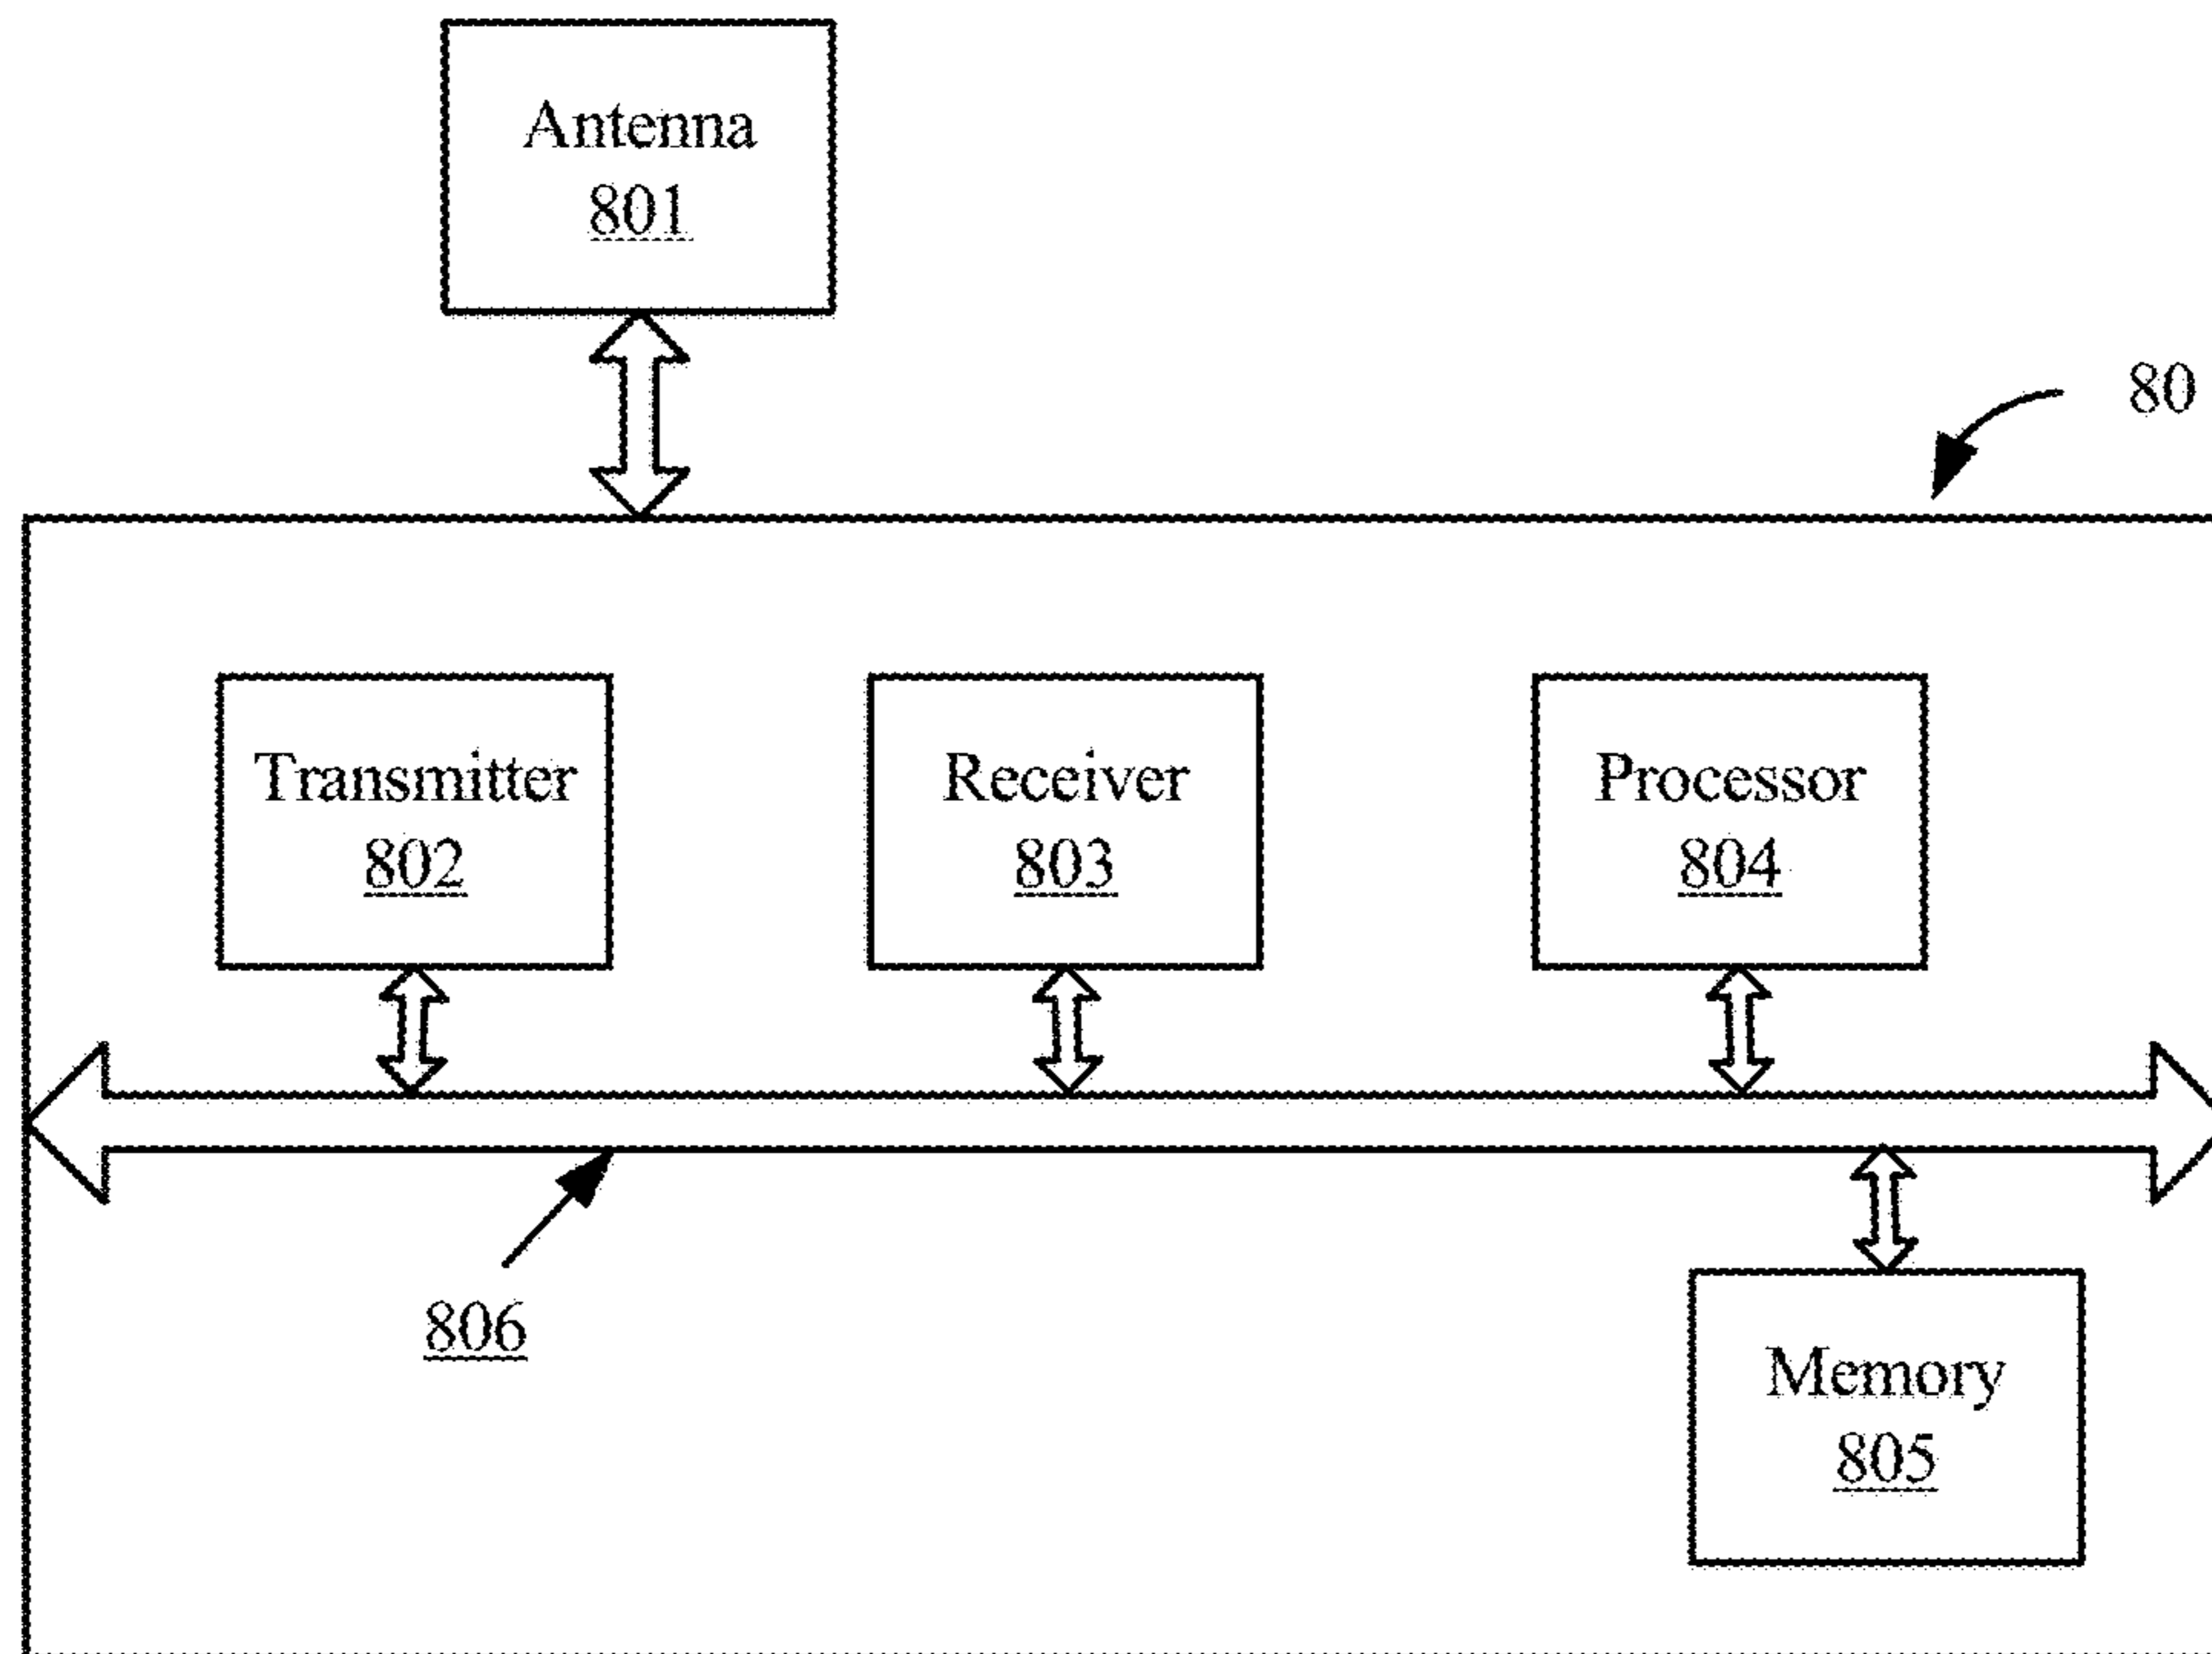 Antenna
801
80
Transmitter
802
Receiver
803
Processor
804
806
Memory
805